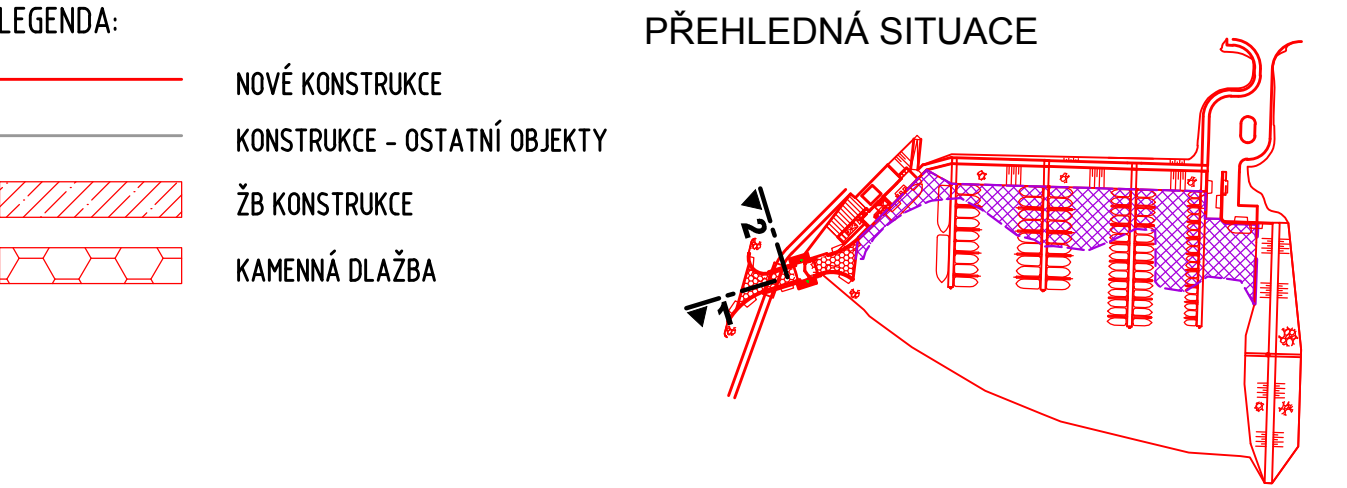 LEGENDA:
NOVÉ KONSTRUKCE
KONSTRUKCE - OSTATNÍ OBJEKTY
ŽB KONSTRUKCE
KAMENNÁ DLAŽBA
PŘEHLEDNÁ SITUACE
2
1